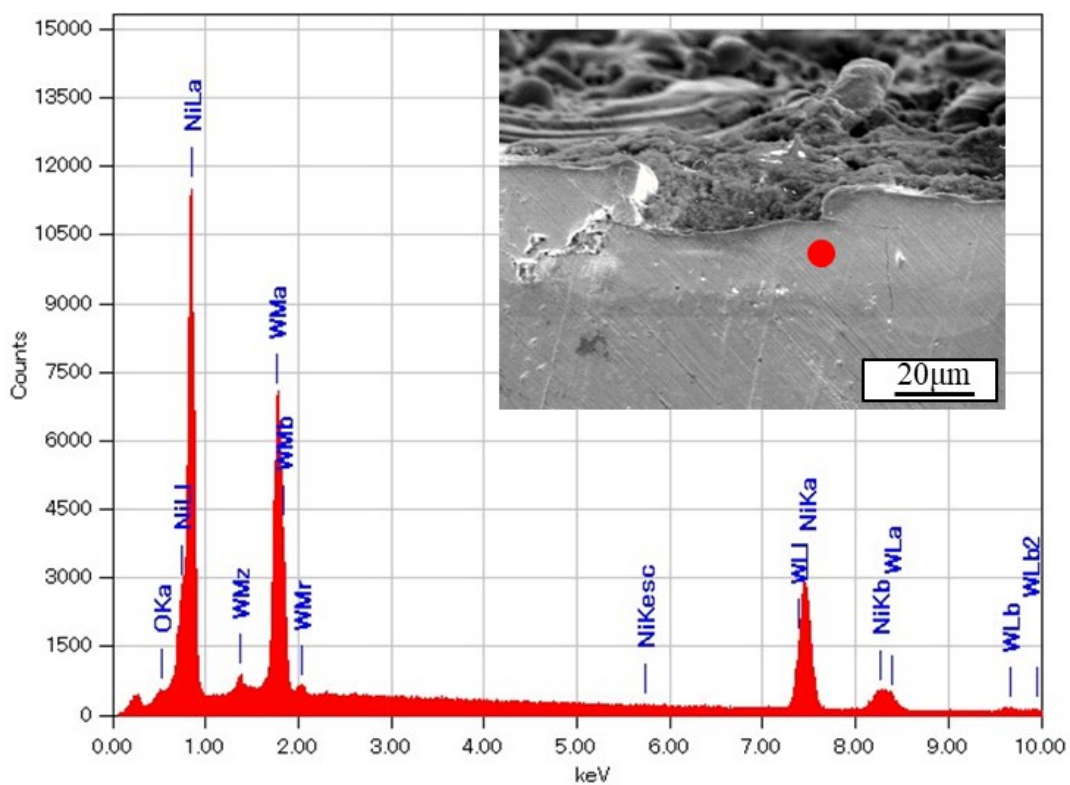 15000
13500
12000
10500
9000
7500
6000
4500
3000
1500
0
Counts
OKa
NiLl
NiLa
WMz
WMa
WMb
WMr
NiKesc
WLl
NiKa
NiKb
WLa
WLb
WLb2
20μm
0.00 1.00 2.00 3.00 4.00 5.00 6.00 7.00 8.00 9.00 10.00
keV